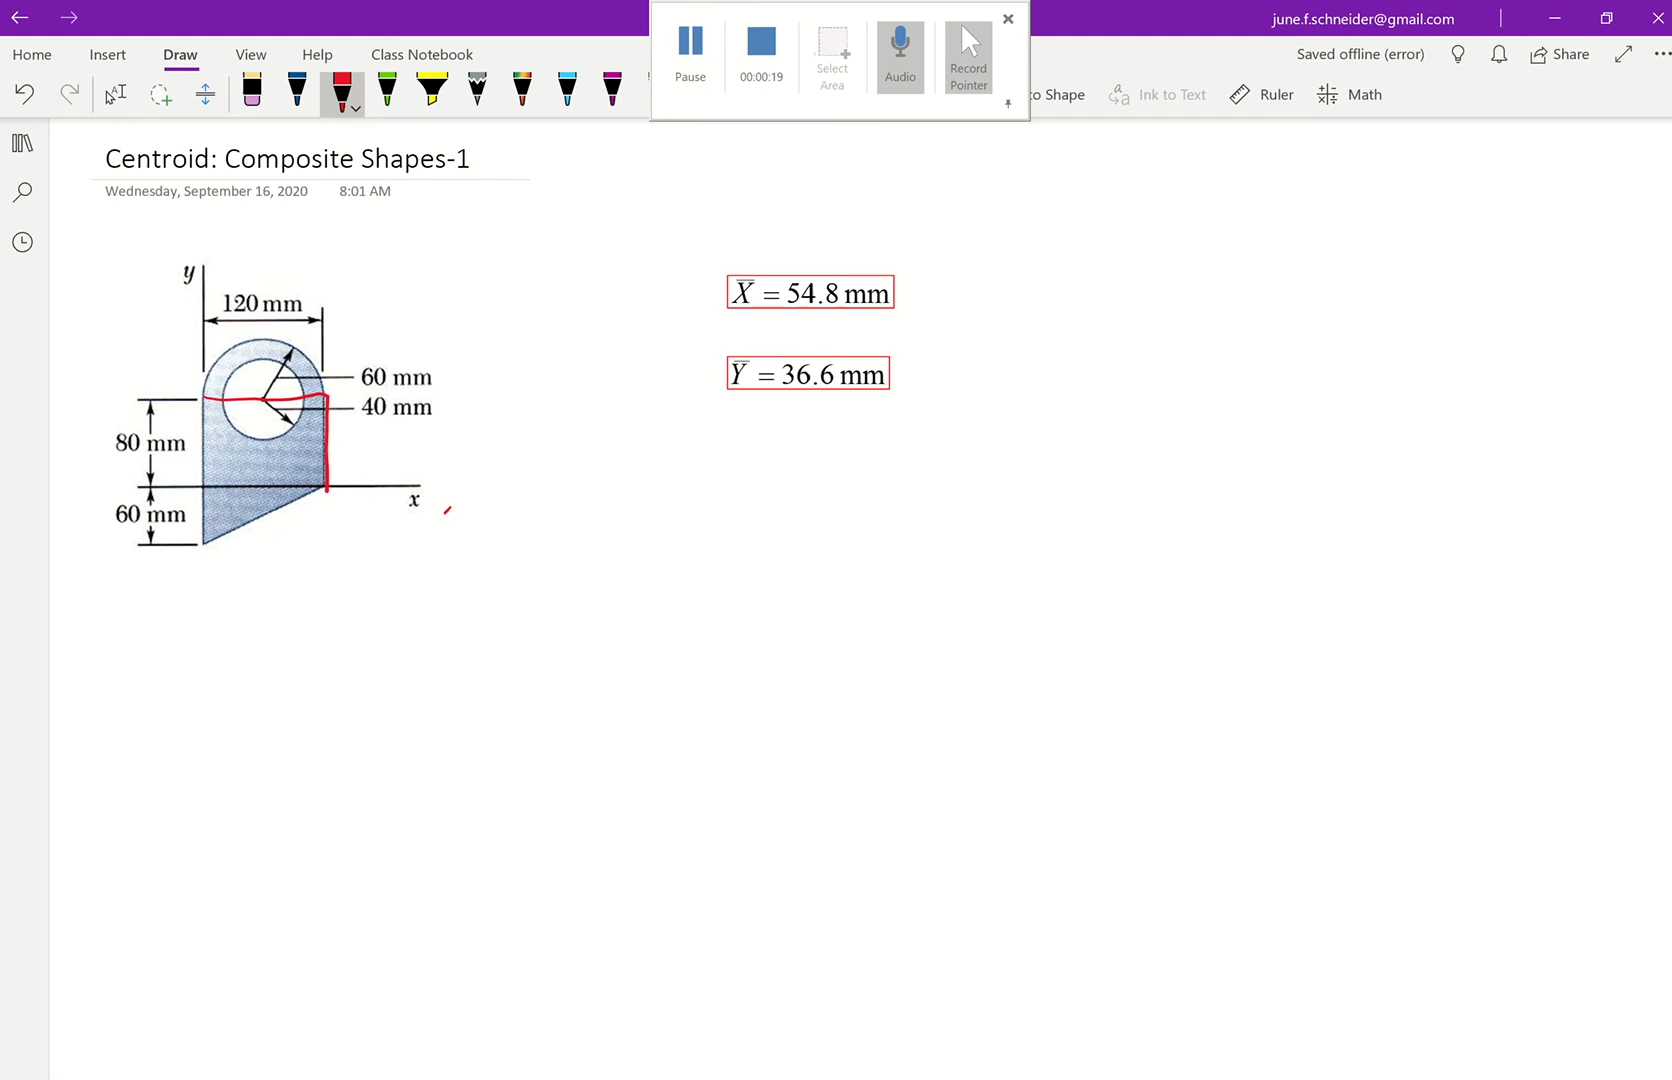 june.f.schneider@gmail.com
Home Insert Draw View Help Class Notebook
Saved offline (error) Share
Pause 00:00:19 Select Area Audio Record Pointer
to Shape Ink to Text Ruler Math
Centroid: Composite Shapes-1
Wednesday, September 16, 2020 8:01 AM
y
120 mm
60 mm
40 mm
80 mm
x
60 mm
X̅ = 54.8 mm
Y̅ = 36.6 mm